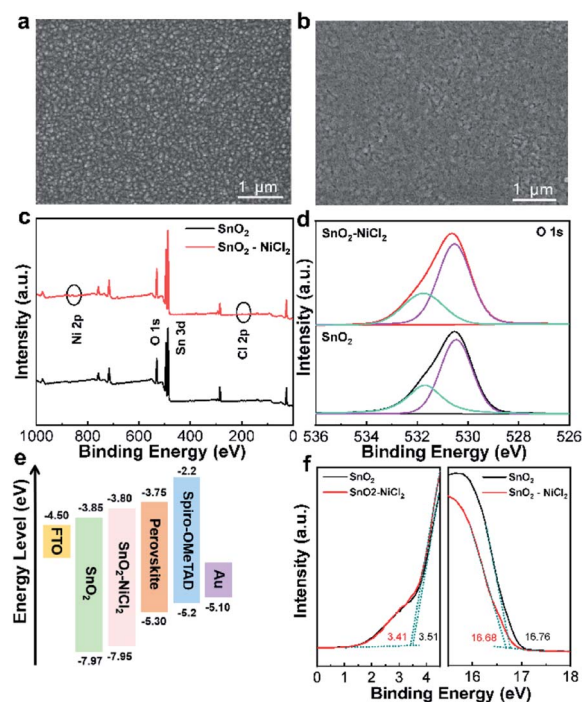 a
b
1 μm
1 μm
c
SnO2
SnO2 - NiCl2
Ni 2p
O 1s
Sn 3d
Cl 2p
Intensity (a.u.)
1000 800 600 400 200 0
Binding Energy (eV)
d
SnO2-NiCl2
O 1s
SnO2
Intensity (a.u.)
536 534 532 530 528 526
Binding Energy (eV)
e
Energy Level (eV)
-4.50
FTO
-3.85
SnO2
-7.97
-3.80
SnO2-NiCl2
-7.95
-3.75
Perovskite
-5.30
-2.2
Spiro-OMeTAD
-5.2
Au
-5.10
f
SnO2
SnO2-NiCl2
SnO2
SnO2 - NiCl2
Intensity (a.u.)
3.41
3.51
16.68
16.76
0 1 2 3 4
16 17 18
Binding Energy (eV)
Binding Energy (eV)